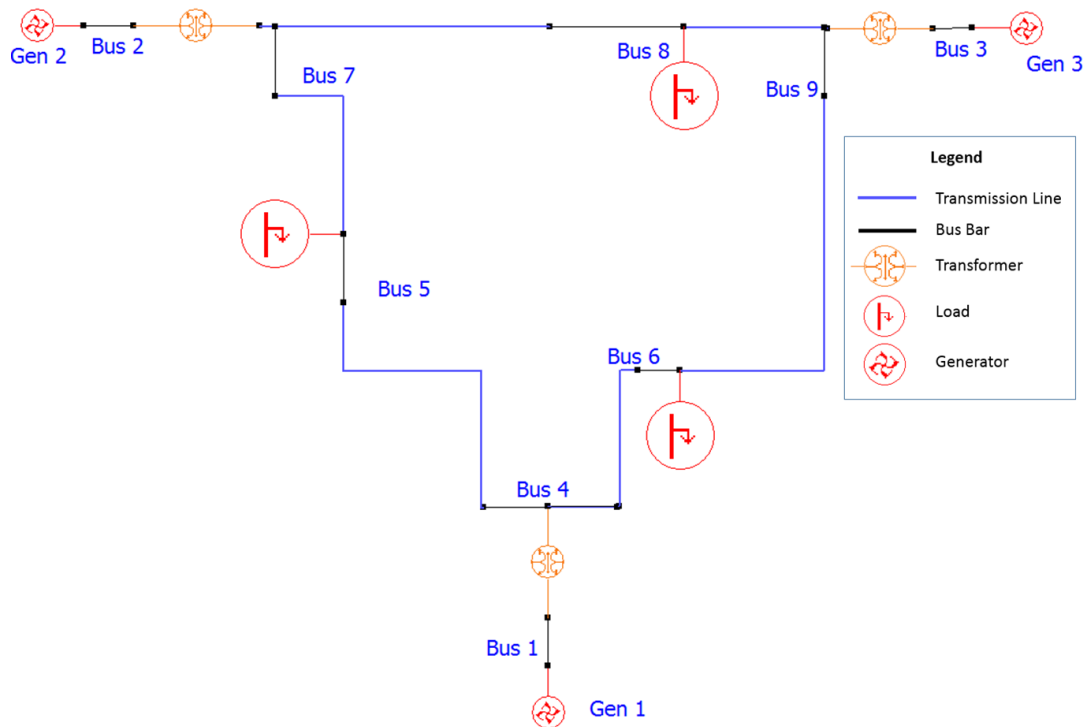 Gen 2
Bus 2
Bus 7
Bus 8
Bus 9
Bus 3
Gen 3
Legend
Transmission Line
Bus Bar
Transformer
Load
Generator
Bus 5
Bus 6
Bus 4
Bus 1
Gen 1